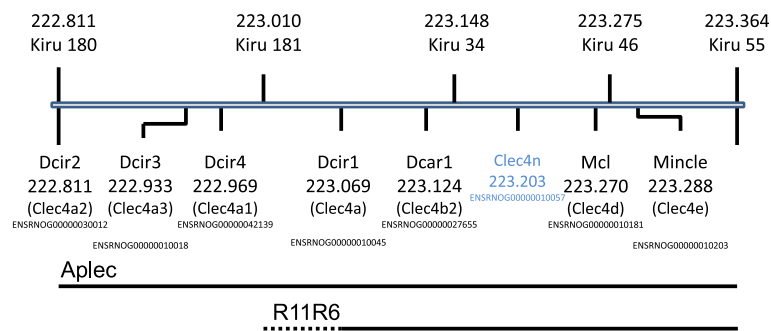 222.811 223.010 223.148 223.275 223.364
Kiru 180 Kiru 181 Kiru 34 Kiru 46 Kiru 55
Dcir2 Dcir3 Dcir4 Dcir1 Dcar1 Clec4n Mcl Mincle
222.811 222.933 222.969 223.069 223.124 223.203 223.270 223.288
(Clec4a2) (Clec4a3) (Clec4a1) (Clec4a) (Clec4b2) ENSRNOG00000010057 (Clec4d) (Clec4e)
ENSRNOG00000030012 ENSRNOG00000042139 ENSRNOG00000027655 ENSRNOG00000010181
ENSRNOG00000010018 ENSRNOG00000010045 ENSRNOG00000010203
Aplec
R11R6